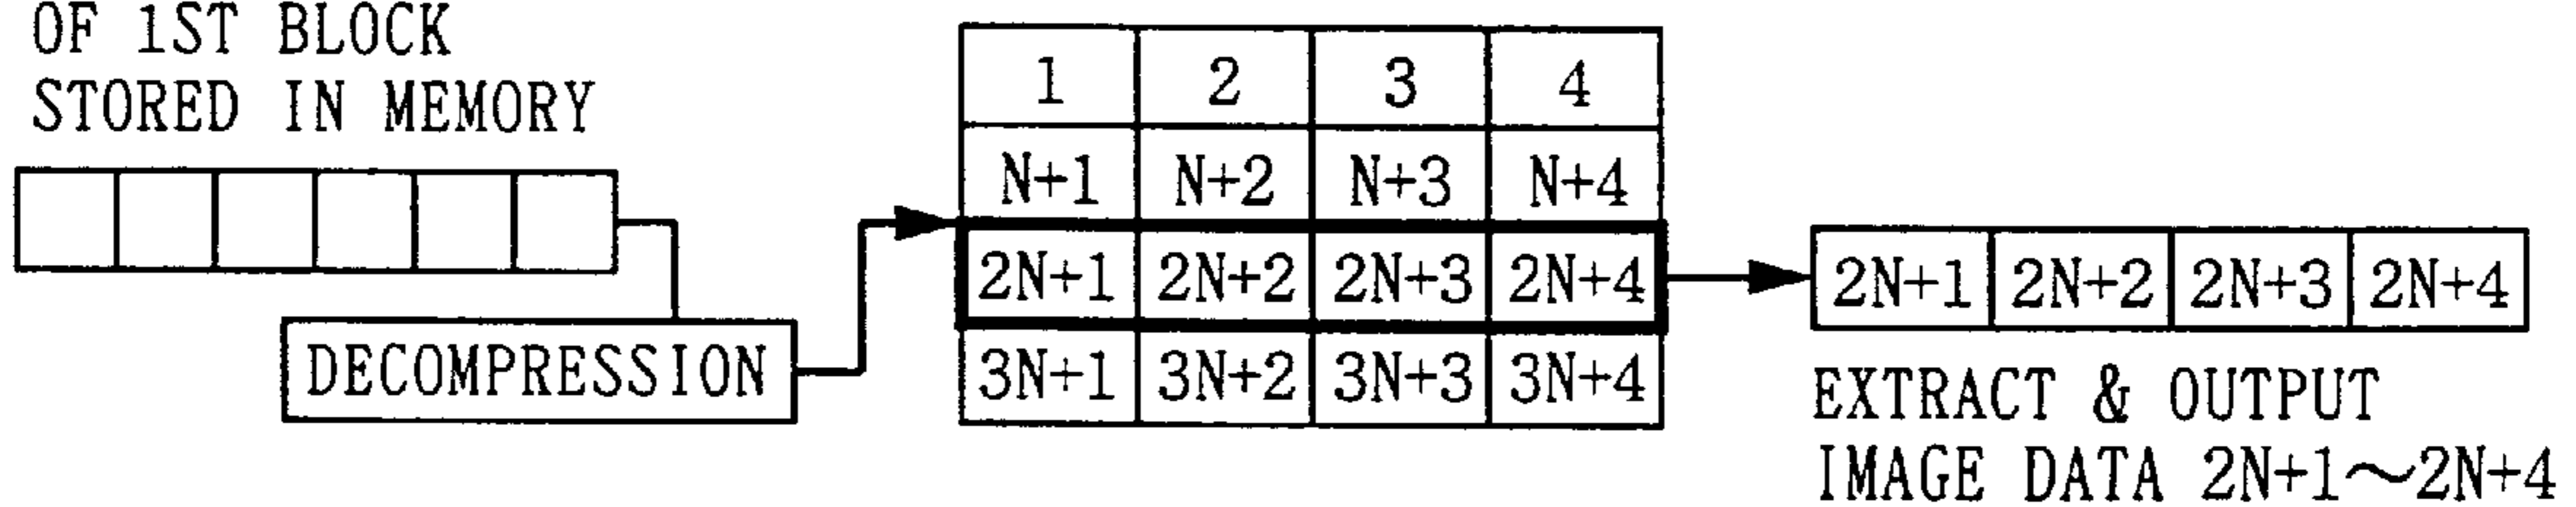 OF 1ST BLOCK
STORED IN MEMORY
DECOMPRESSION
1 2 3 4
N+1 N+2 N+3 N+4
2N+1 2N+2 2N+3 2N+4
3N+1 3N+2 3N+3 3N+4
2N+1 2N+2 2N+3 2N+4
EXTRACT & OUTPUT
IMAGE DATA 2N+1～2N+4